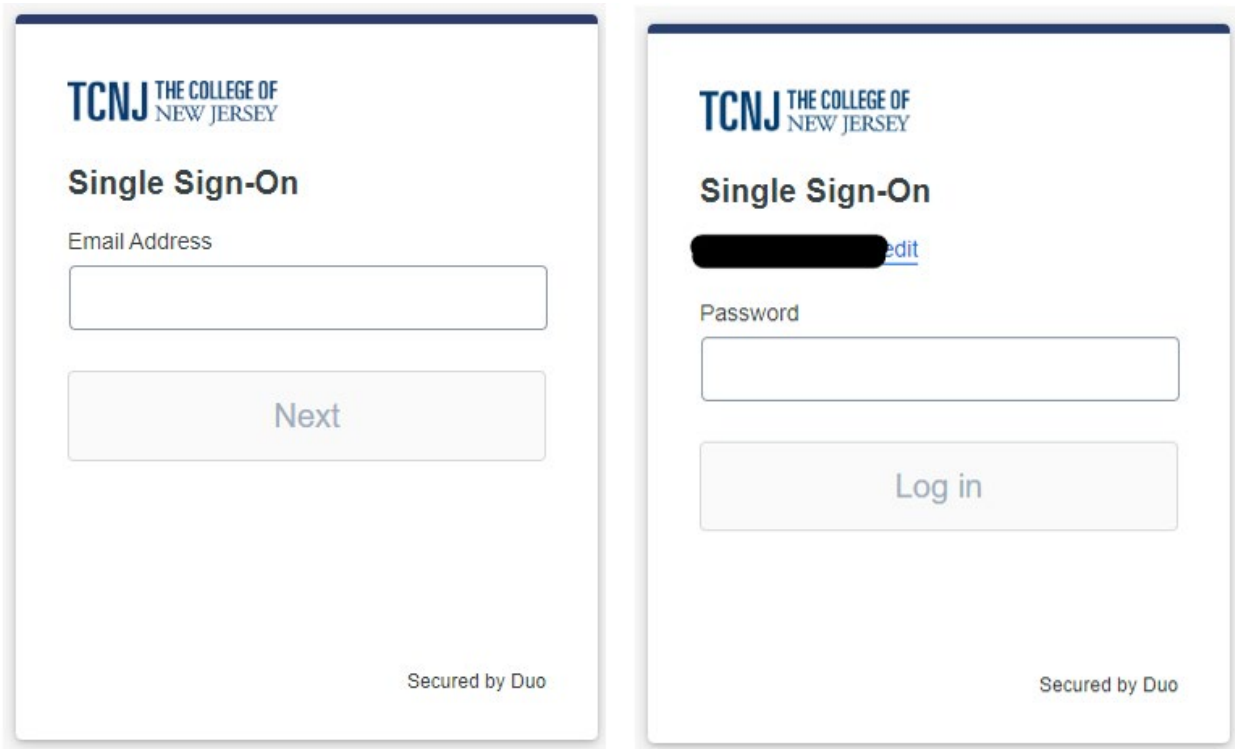 TCNJ THE COLLEGE OF
NEW JERSEY
Single Sign-On
Email Address
Next
Secured by Duo
TCNJ THE COLLEGE OF
NEW JERSEY
Single Sign-On
edit
Password
Log in
Secured by Duo